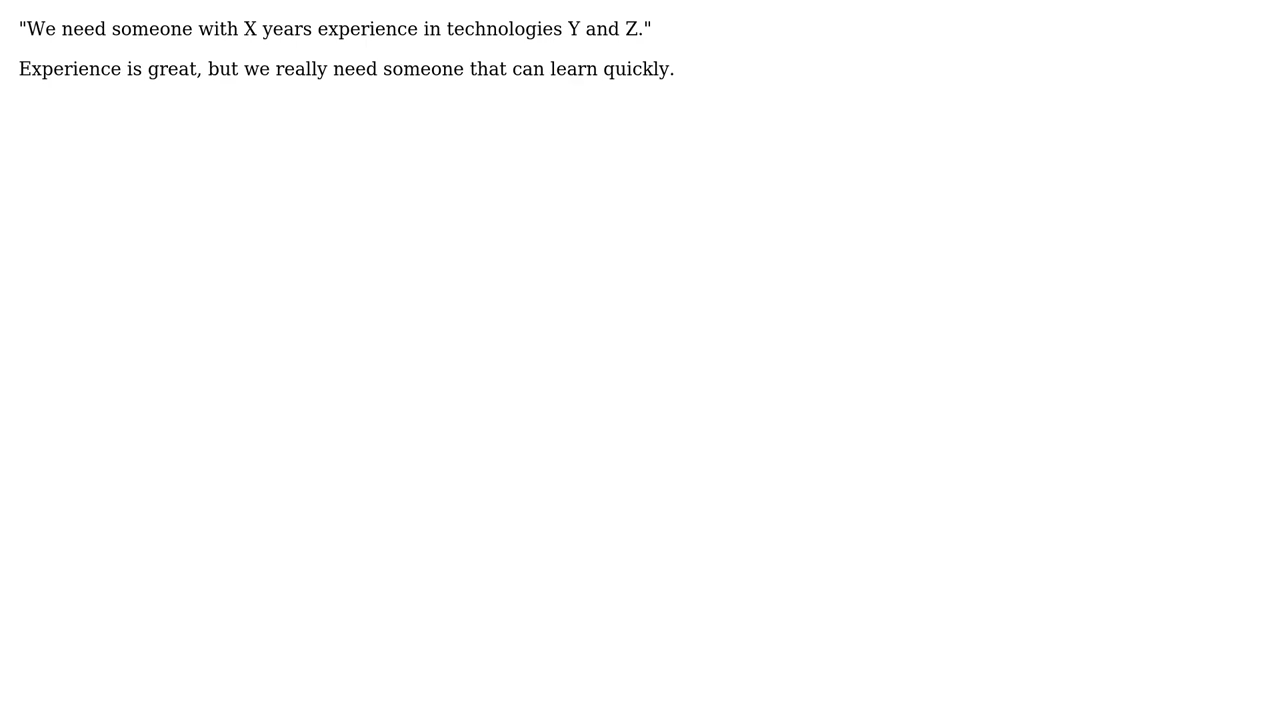 "We need someone with X years experience in technologies Y and Z."
Experience is great, but we really need someone that can learn quickly.